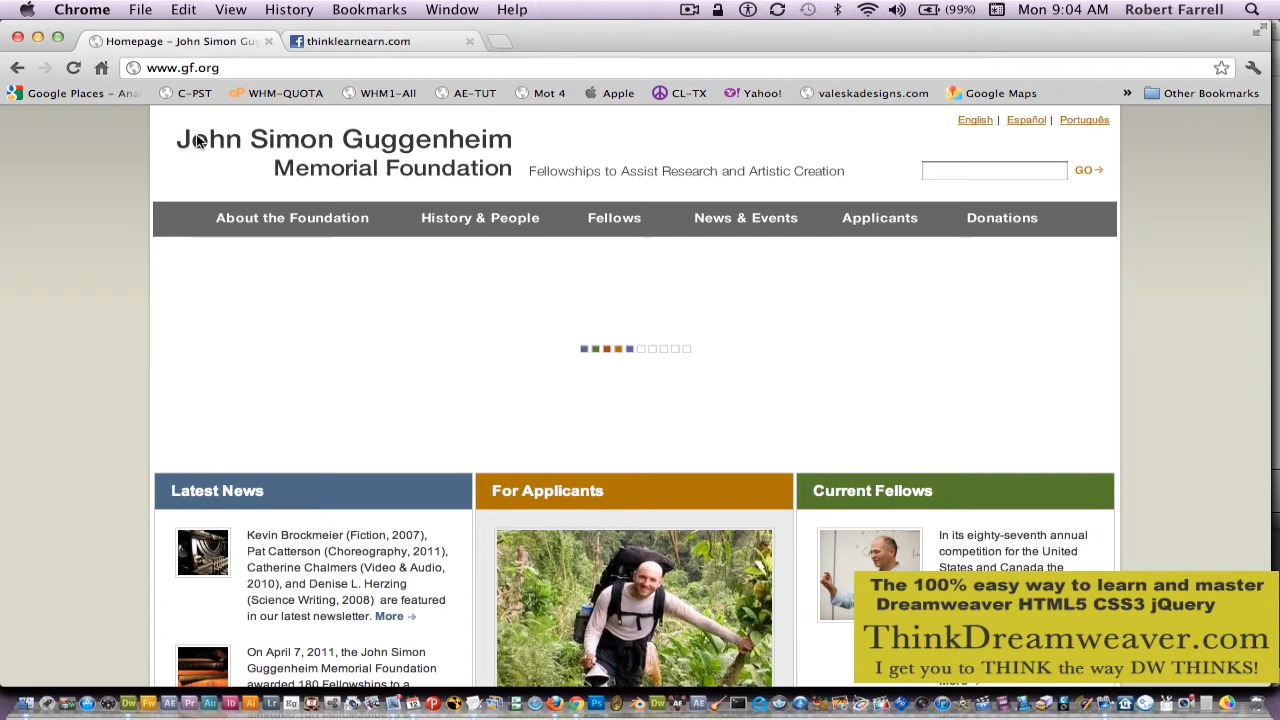 Chrome File Edit View History Bookmarks Window Help (99%) Mon 9:04 AM Robert Farrell
Homepage – John Simon Gug thinklearnearn.com
www.gf.org
Google Places - Ana C-PST WHM-QUOTA WHM1-All AE-TUT Mot 4 Apple CL-TX Yahoo! valeskadesigns.com Google Maps » Other Bookmarks
English | Español | Português
John Simon Guggenheim
Memorial Foundation Fellowships to Assist Research and Artistic Creation GO
About the Foundation History & People Fellows News & Events Applicants Donations
Latest News
Kevin Brockmeier (Fiction, 2007),
Pat Catterson (Choreography, 2011),
Catherine Chalmers (Video & Audio,
2010), and Denise L. Herzing
(Science Writing, 2008) are featured
in our latest newsletter. More
On April 7, 2011, the John Simon
Guggenheim Memorial Foundation
awarded 180 Fellowships to a
For Applicants
Current Fellows
In its eighty-seventh annual
competition for the United
States and Canada the
The 100% easy way to learn and master
Dreamweaver HTML5 CSS3 jQuery
ThinkDreamweaver.com
I get you to THINK the way DW THINKS!